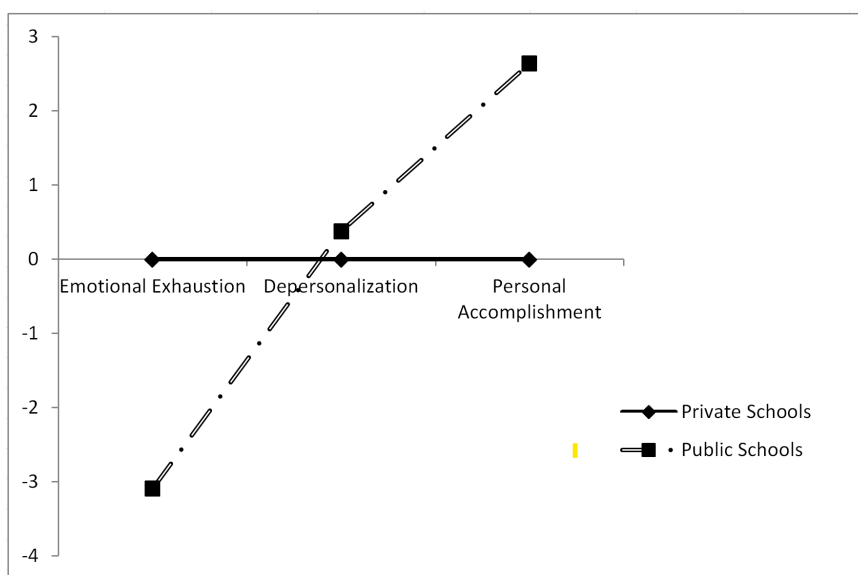 3
2
1
0
Emotional Exhaustion Depersonalization Personal
Accomplishment
-1
-2
-3
-4
Private Schools
Public Schools